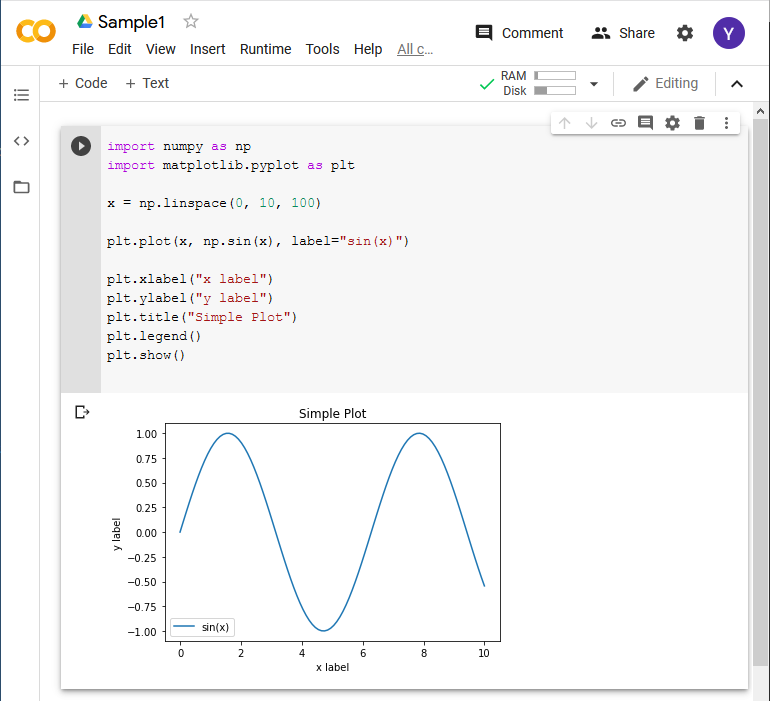 Sample1
File Edit View Insert Runtime Tools Help All c…
Comment
Share
Y
+ Code + Text
RAM
Disk
Editing
import numpy as np
import matplotlib.pyplot as plt
x = np.linspace(0, 10, 100)
plt.plot(x, np.sin(x), label="sin(x)")
plt.xlabel("x label")
plt.ylabel("y label")
plt.title("Simple Plot")
plt.legend()
plt.show()
Simple Plot
1.00
0.75
0.50
0.25
0.00
−0.25
−0.50
−0.75
−1.00
y label
sin(x)
0 2 4 6 8 10
x label